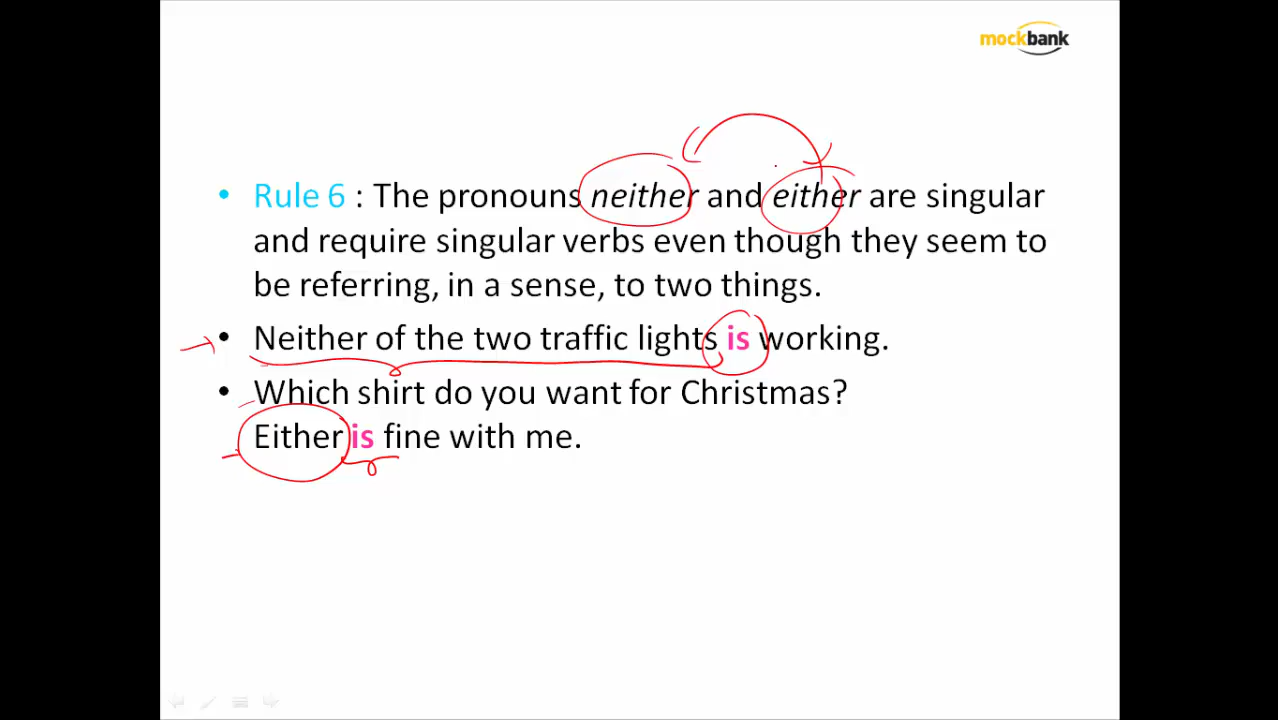 mockbank
• Rule 6 : The pronouns neither and either are singular
and require singular verbs even though they seem to
be referring, in a sense, to two things.
• Neither of the two traffic lights is working.
• Which shirt do you want for Christmas?
Either is fine with me.